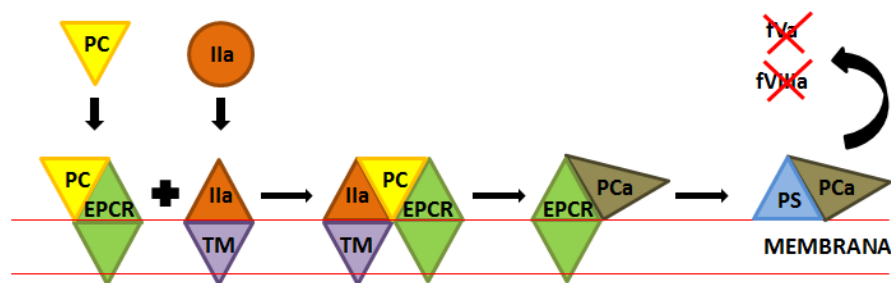 PC
IIa
fVa
fVIIIa
PC
EPCR
IIa
TM
IIa
PC
EPCR
TM
EPCR
PCa
PS
PCa
MEMBRANA